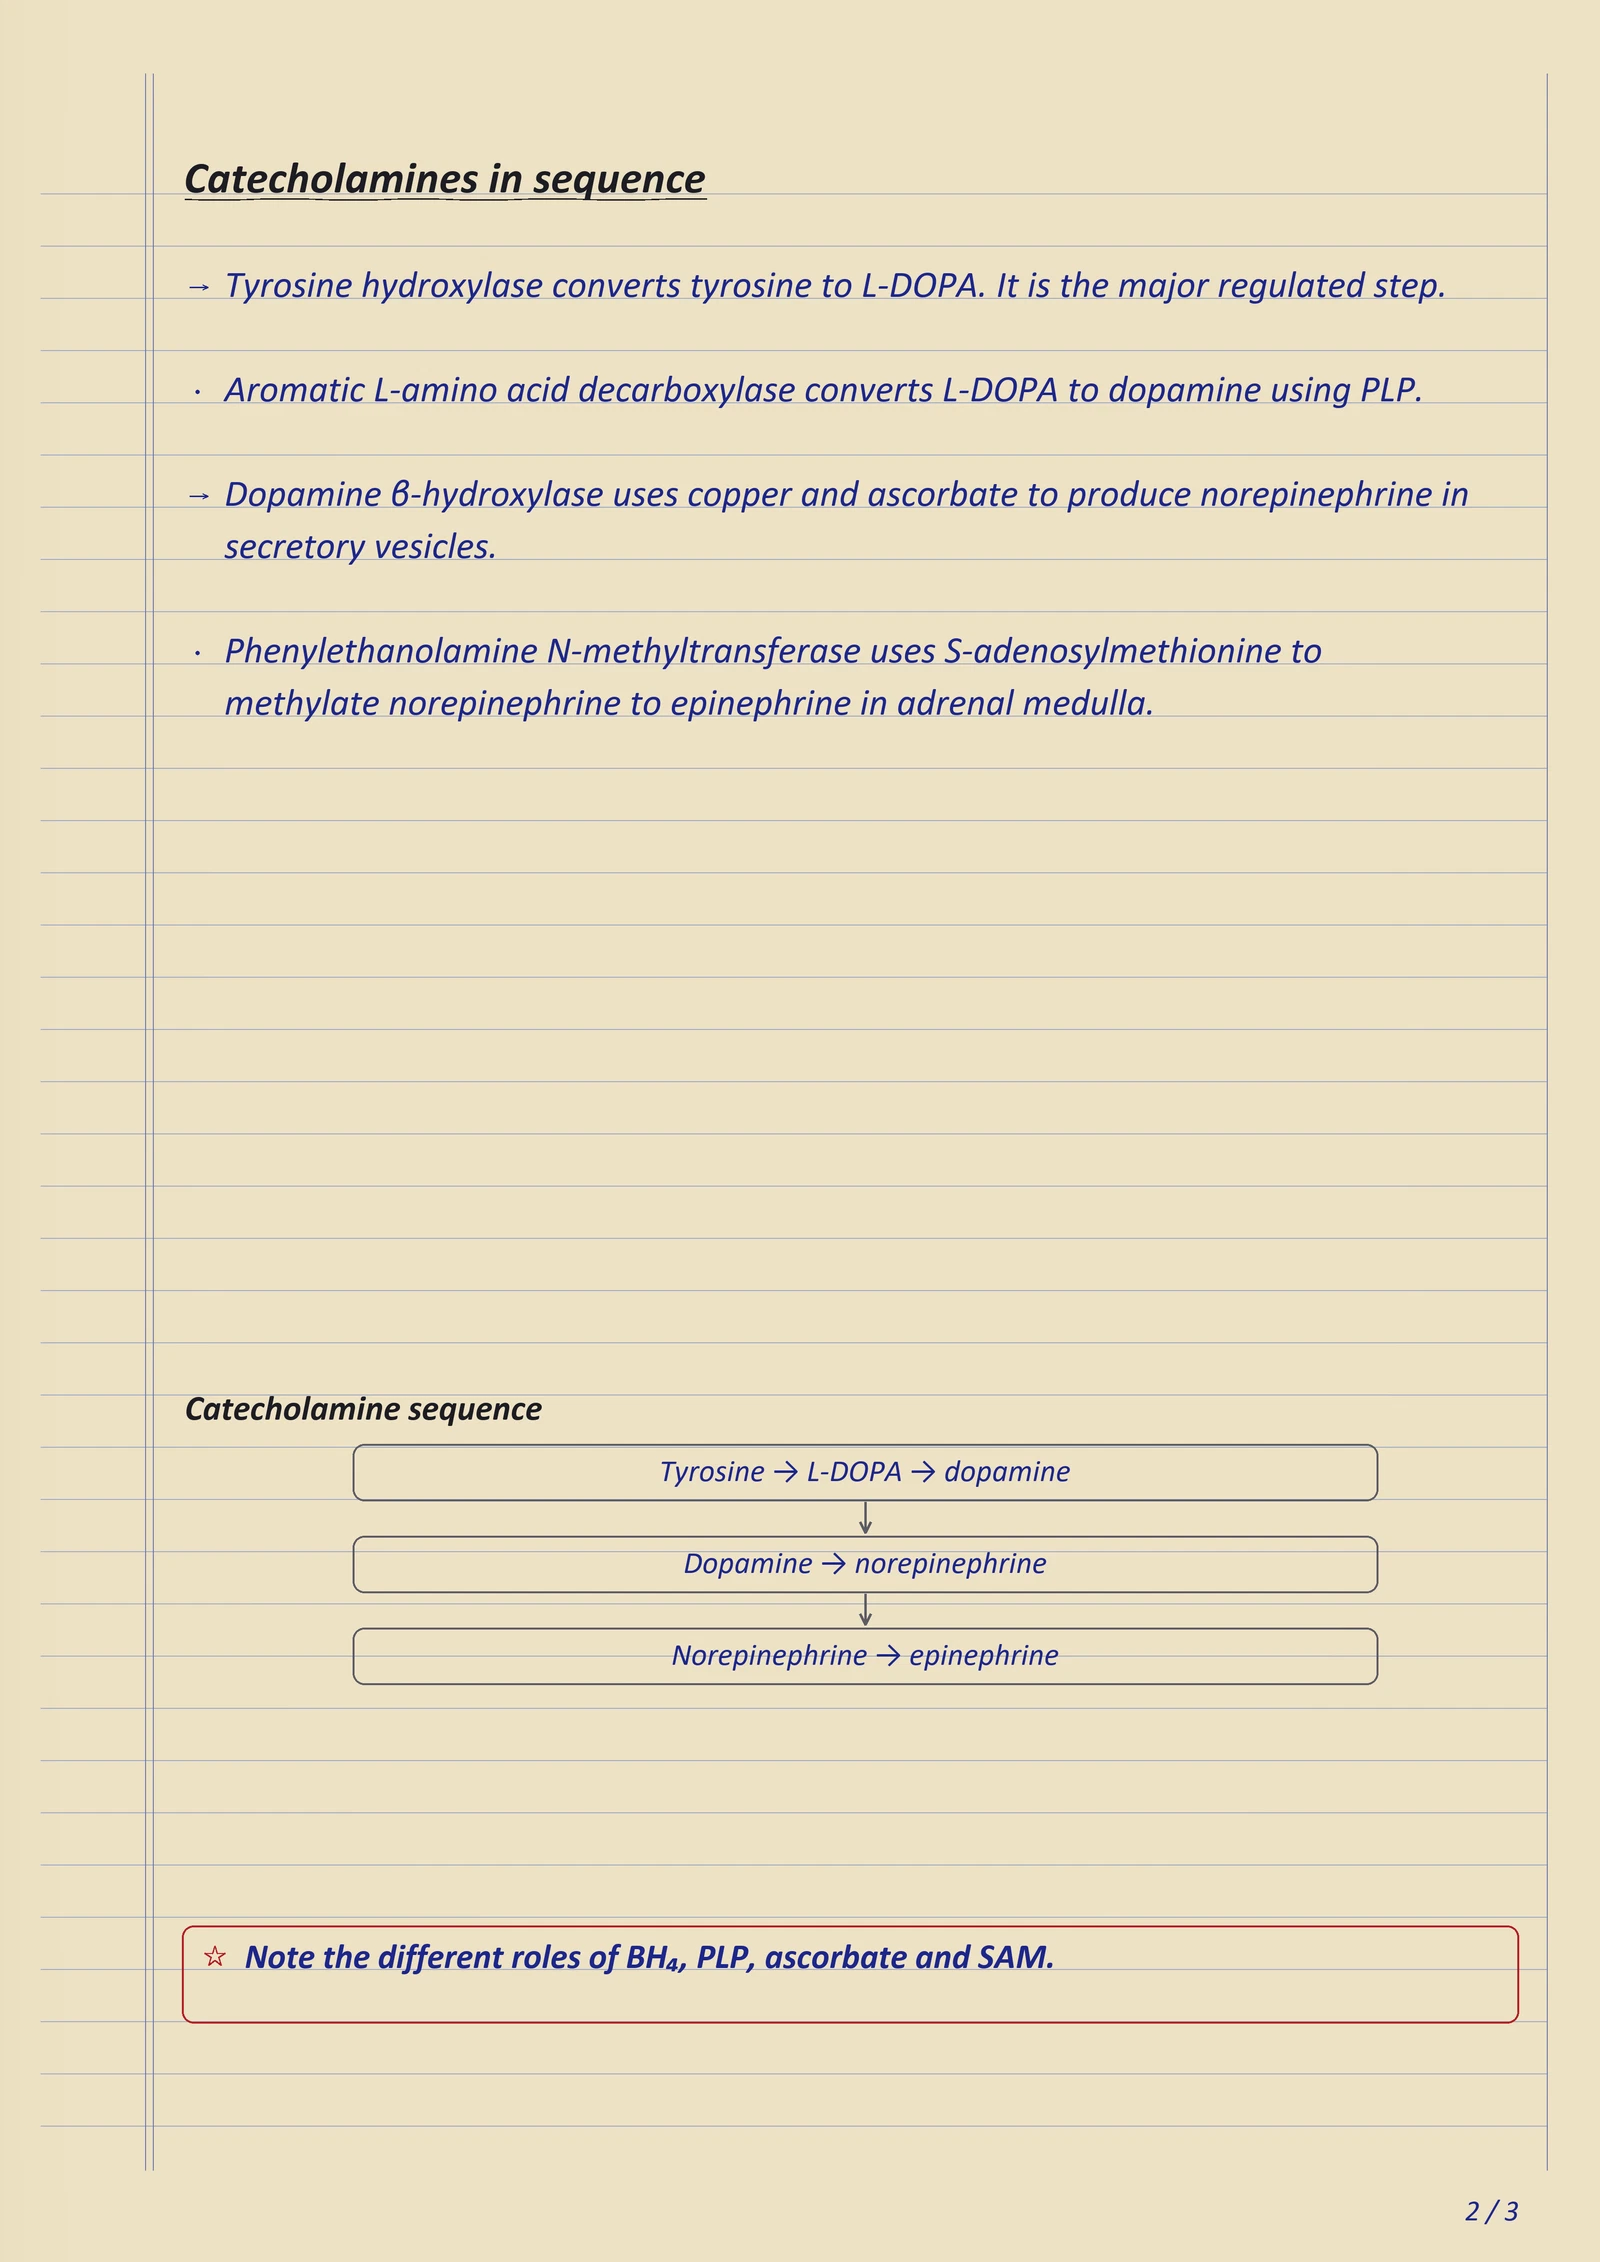 Catecholamines in sequence
→ Tyrosine hydroxylase converts tyrosine to L-DOPA. It is the major regulated step.
· Aromatic L-amino acid decarboxylase converts L-DOPA to dopamine using PLP.
→ Dopamine β-hydroxylase uses copper and ascorbate to produce norepinephrine in
secretory vesicles.
· Phenylethanolamine N-methyltransferase uses S-adenosylmethionine to
methylate norepinephrine to epinephrine in adrenal medulla.
Catecholamine sequence
Tyrosine → L-DOPA → dopamine
↓
Dopamine → norepinephrine
↓
Norepinephrine → epinephrine
☆ Note the different roles of BH₄, PLP, ascorbate and SAM.
2 / 3